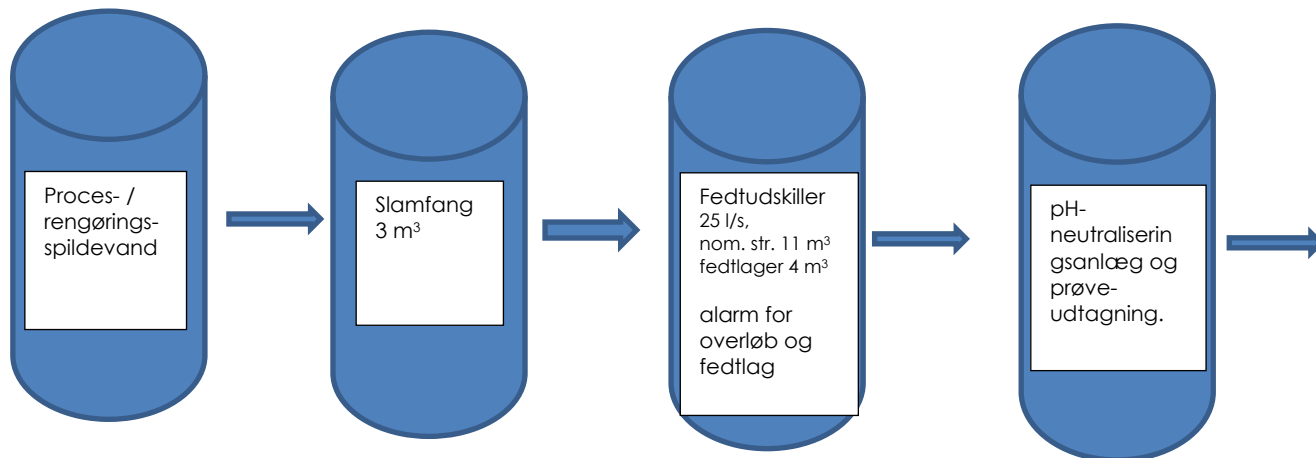 Proces- /
rengørings-
spildevand
Slamfang
3 m³
Fedtudskiller
25 l/s,
nom. str. 11 m³
fedtlager 4 m³
alarm for
overløb og
fedtlag
pH-
neutraliserin
gsanlæg og
prøve-
udtagning.